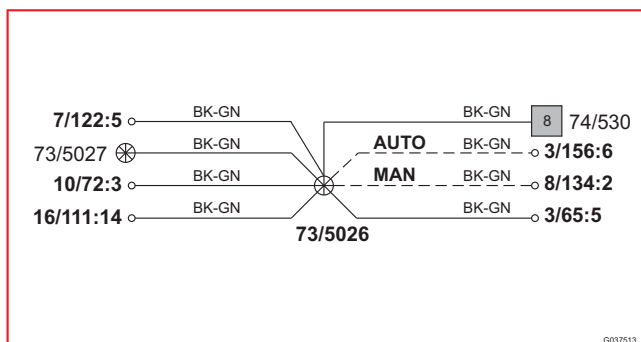 7/122:5 BK-GN BK-GN 8 74/530
73/5027 BK-GN AUTO BK-GN 3/156:6
10/72:3 BK-GN MAN BK-GN 8/134:2
16/111:14 BK-GN BK-GN 3/65:5
73/5026
G037513